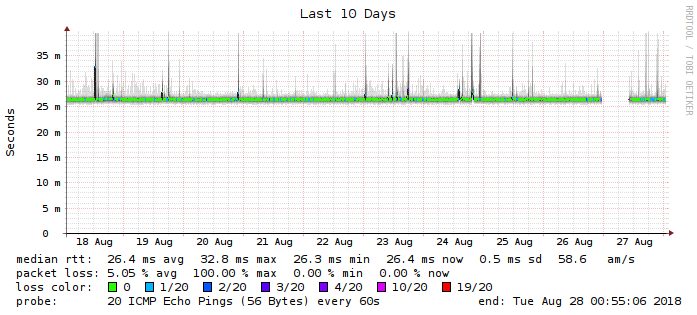 Last 10 Days
RRDTOOL / TOBI OETIKER
Seconds
35 m
30 m
25 m
20 m
15 m
10 m
5 m
0
18 Aug 19 Aug 20 Aug 21 Aug 22 Aug 23 Aug 24 Aug 25 Aug 26 Aug 27 Aug
median rtt: 26.4 ms avg 32.8 ms max 26.3 ms min 26.4 ms now 0.5 ms sd 58.6 am/s
packet loss: 5.05 % avg 100.00 % max 0.00 % min 0.00 % now
loss color: 0 1/20 2/20 3/20 4/20 10/20 19/20
probe: 20 ICMP Echo Pings (56 Bytes) every 60s end: Tue Aug 28 00:55:06 2018